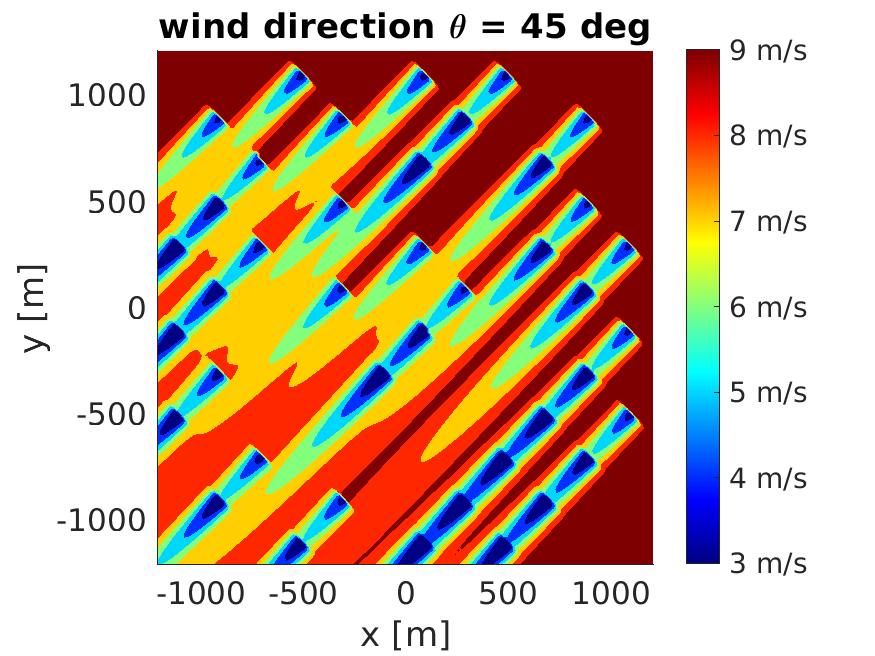 wind direction θ = 45 deg
y [m]
1000
500
0
-500
-1000
-1000 -500 0 500 1000
x [m]
9 m/s
8 m/s
7 m/s
6 m/s
5 m/s
4 m/s
3 m/s